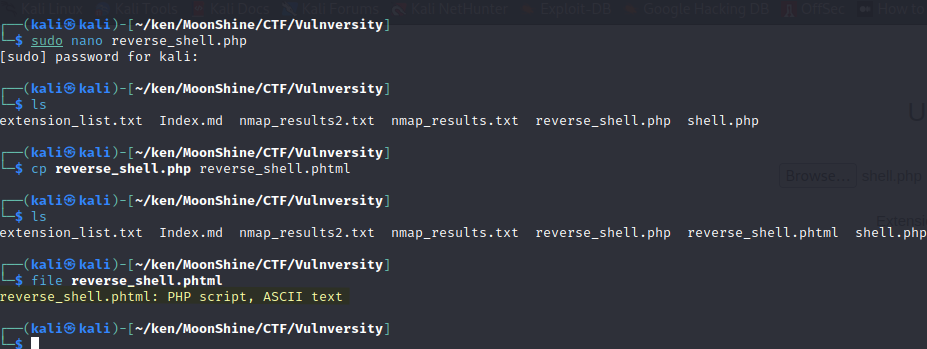 Kali Linux Kali Tools Kali Docs Kali Forums Kali NetHunter Exploit-DB Google Hacking DB OffSec How to
┌──(kali㉿kali)-[~/ken/MoonShine/CTF/Vulnversity]
└─$ sudo nano reverse_shell.php
[sudo] password for kali:
┌──(kali㉿kali)-[~/ken/MoonShine/CTF/Vulnversity]
└─$ ls
extension_list.txt Index.md nmap_results2.txt nmap_results.txt reverse_shell.php shell.php
┌──(kali㉿kali)-[~/ken/MoonShine/CTF/Vulnversity]
└─$ cp reverse_shell.php reverse_shell.phtml
Browse... shell.php
┌──(kali㉿kali)-[~/ken/MoonShine/CTF/Vulnversity]
└─$ ls
extension_list.txt Index.md nmap_results2.txt nmap_results.txt reverse_shell.php reverse_shell.phtml shell.php
┌──(kali㉿kali)-[~/ken/MoonShine/CTF/Vulnversity]
└─$ file reverse_shell.phtml
reverse_shell.phtml: PHP script, ASCII text
┌──(kali㉿kali)-[~/ken/MoonShine/CTF/Vulnversity]
└─$